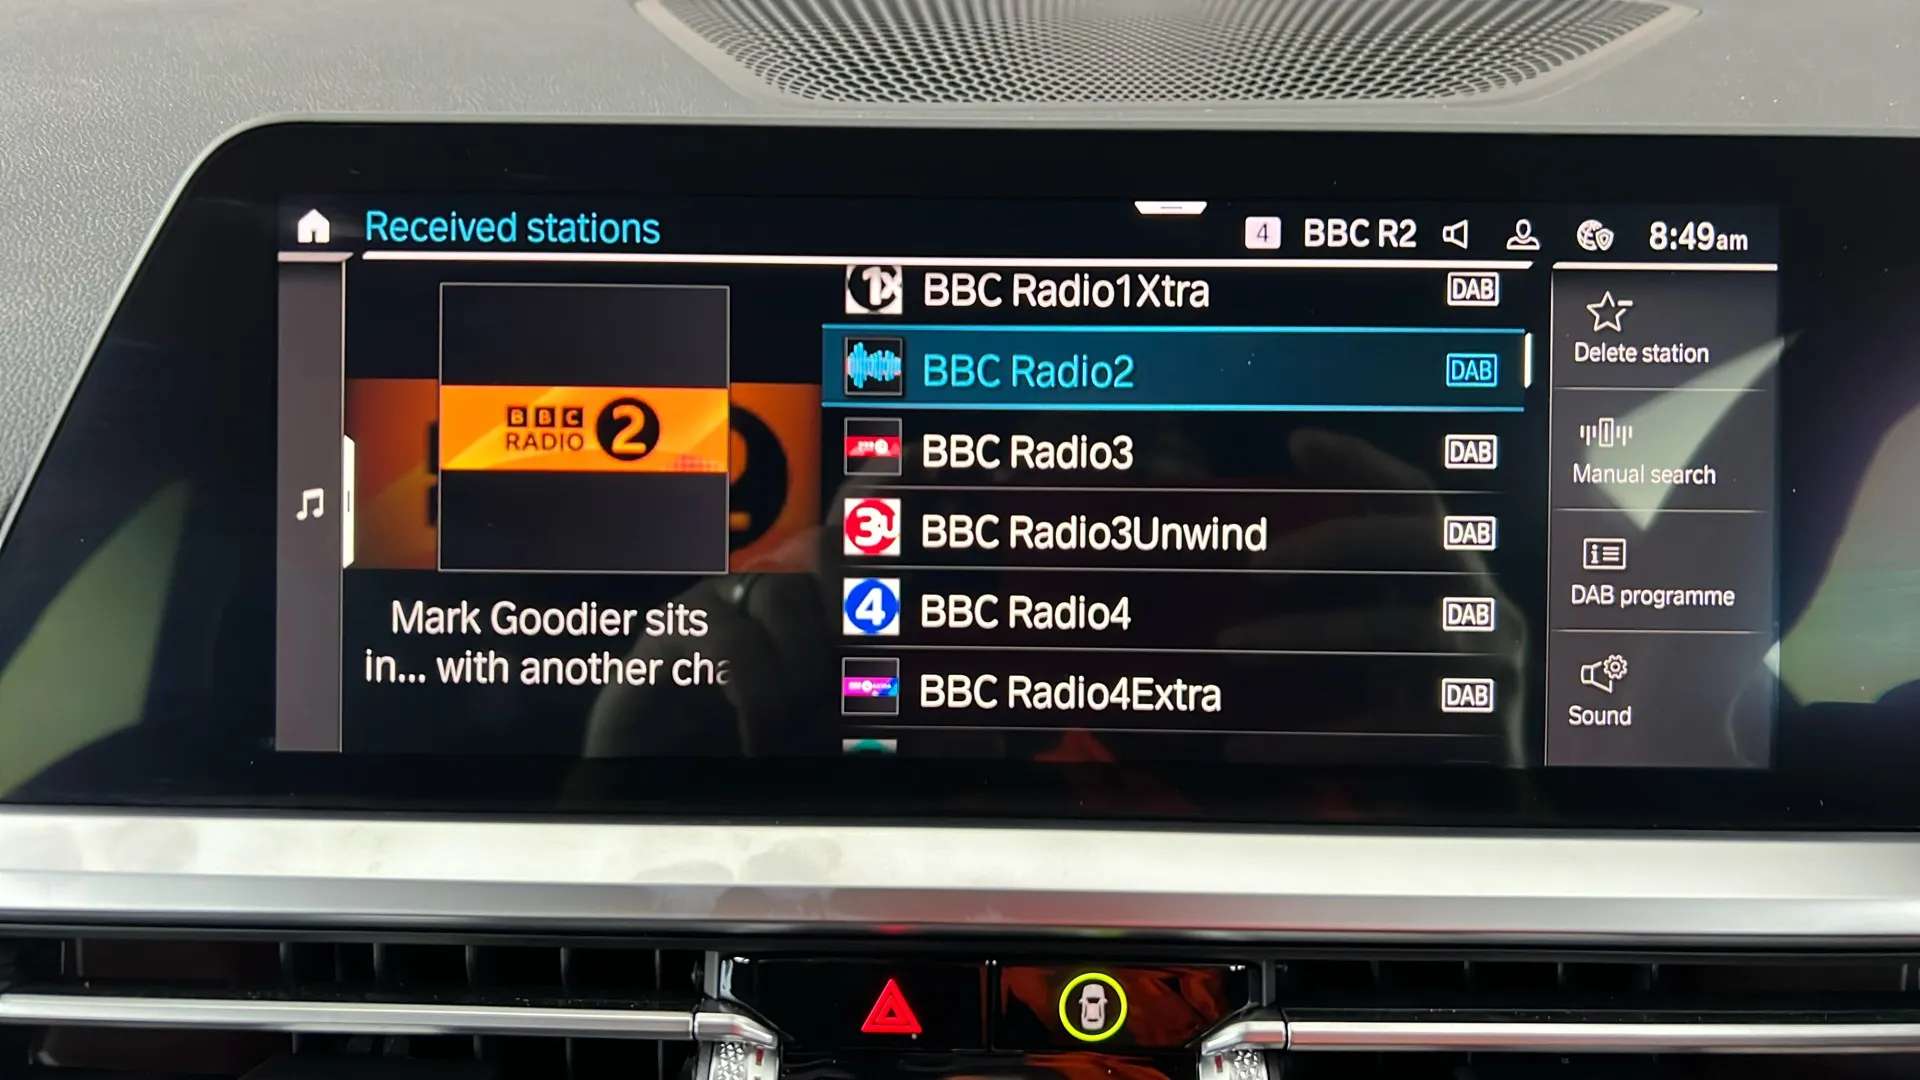 Received stations
4 BBC R2 8:49am
BBC Radio1Xtra DAB
BBC Radio2 DAB
BBC Radio3 DAB
3U BBC Radio3Unwind DAB
4 BBC Radio4 DAB
BBC Radio4Extra DAB
BBC
RADIO 2
Mark Goodier sits
in... with another cha
Delete station
Manual search
DAB programme
Sound